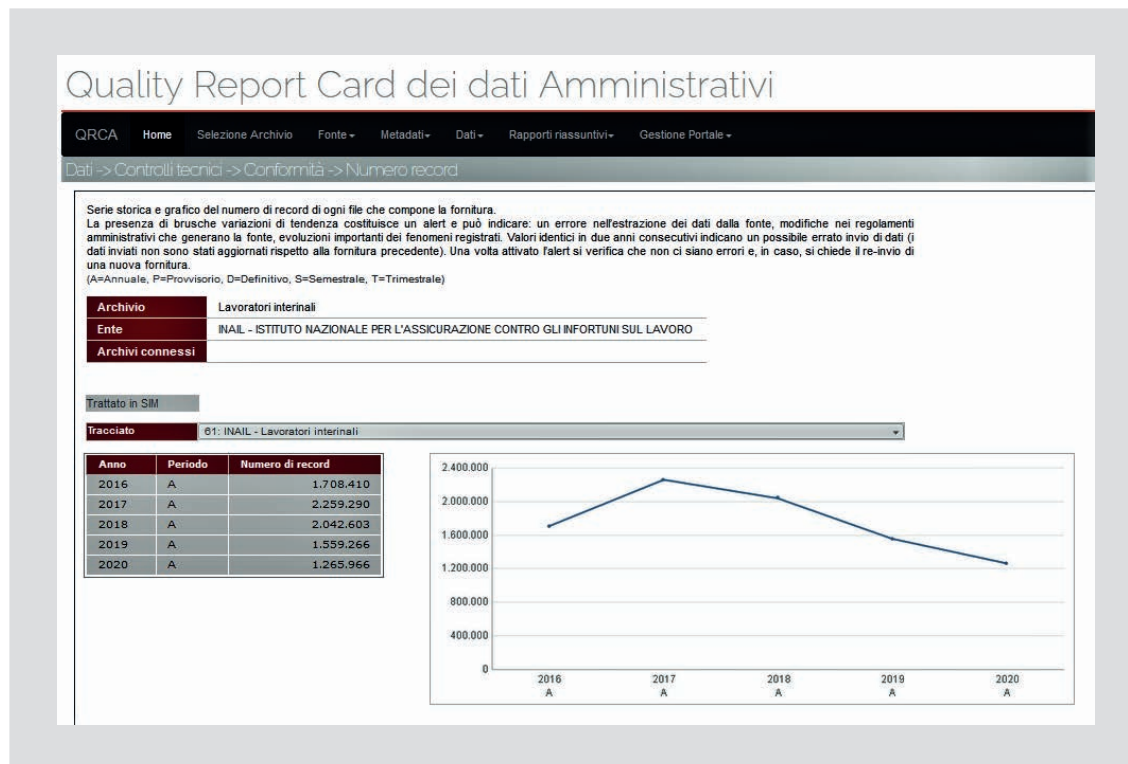 Quality Report Card dei dati Amministrativi
QRCA Home Selezione Archivio Fonte Metadati Dati Rapporti riassuntivi Gestione Portale
Dati -> Controlli tecnici -> Conformità -> Numero record
Serie storica e grafico del numero di record di ogni file che compone la fornitura.
La presenza di brusche variazioni di tendenza costituisce un alert e può indicare: un errore nell'estrazione dei dati dalla fonte, modifiche nei regolamenti
amministrativi che generano la fonte, evoluzioni importanti dei fenomeni registrati. Valori identici in due anni consecutivi indicano un possibile errato invio di dati (i
dati inviati non sono stati aggiornati rispetto alla fornitura precedente). Una volta attivato l'alert si verifica che non ci siano errori e, in caso, si chiede il re-invio di
una nuova fornitura.
(A=Annuale, P=Provvisorio, D=Definitivo, S=Semestrale, T=Trimestrale)
Archivio Lavoratori interinali
Ente INAIL - ISTITUTO NAZIONALE PER L'ASSICURAZIONE CONTRO GLI INFORTUNI SUL LAVORO
Archivi connessi
Trattato in SIM
Tracciato 61: INAIL - Lavoratori interinali
Anno Periodo Numero di record
2016 A 1.708.410
2017 A 2.259.290
2018 A 2.042.603
2019 A 1.559.266
2020 A 1.265.966
2.400.000
2.000.000
1.600.000
1.200.000
800.000
400.000
0
2016 2017 2018 2019 2020
A A A A A